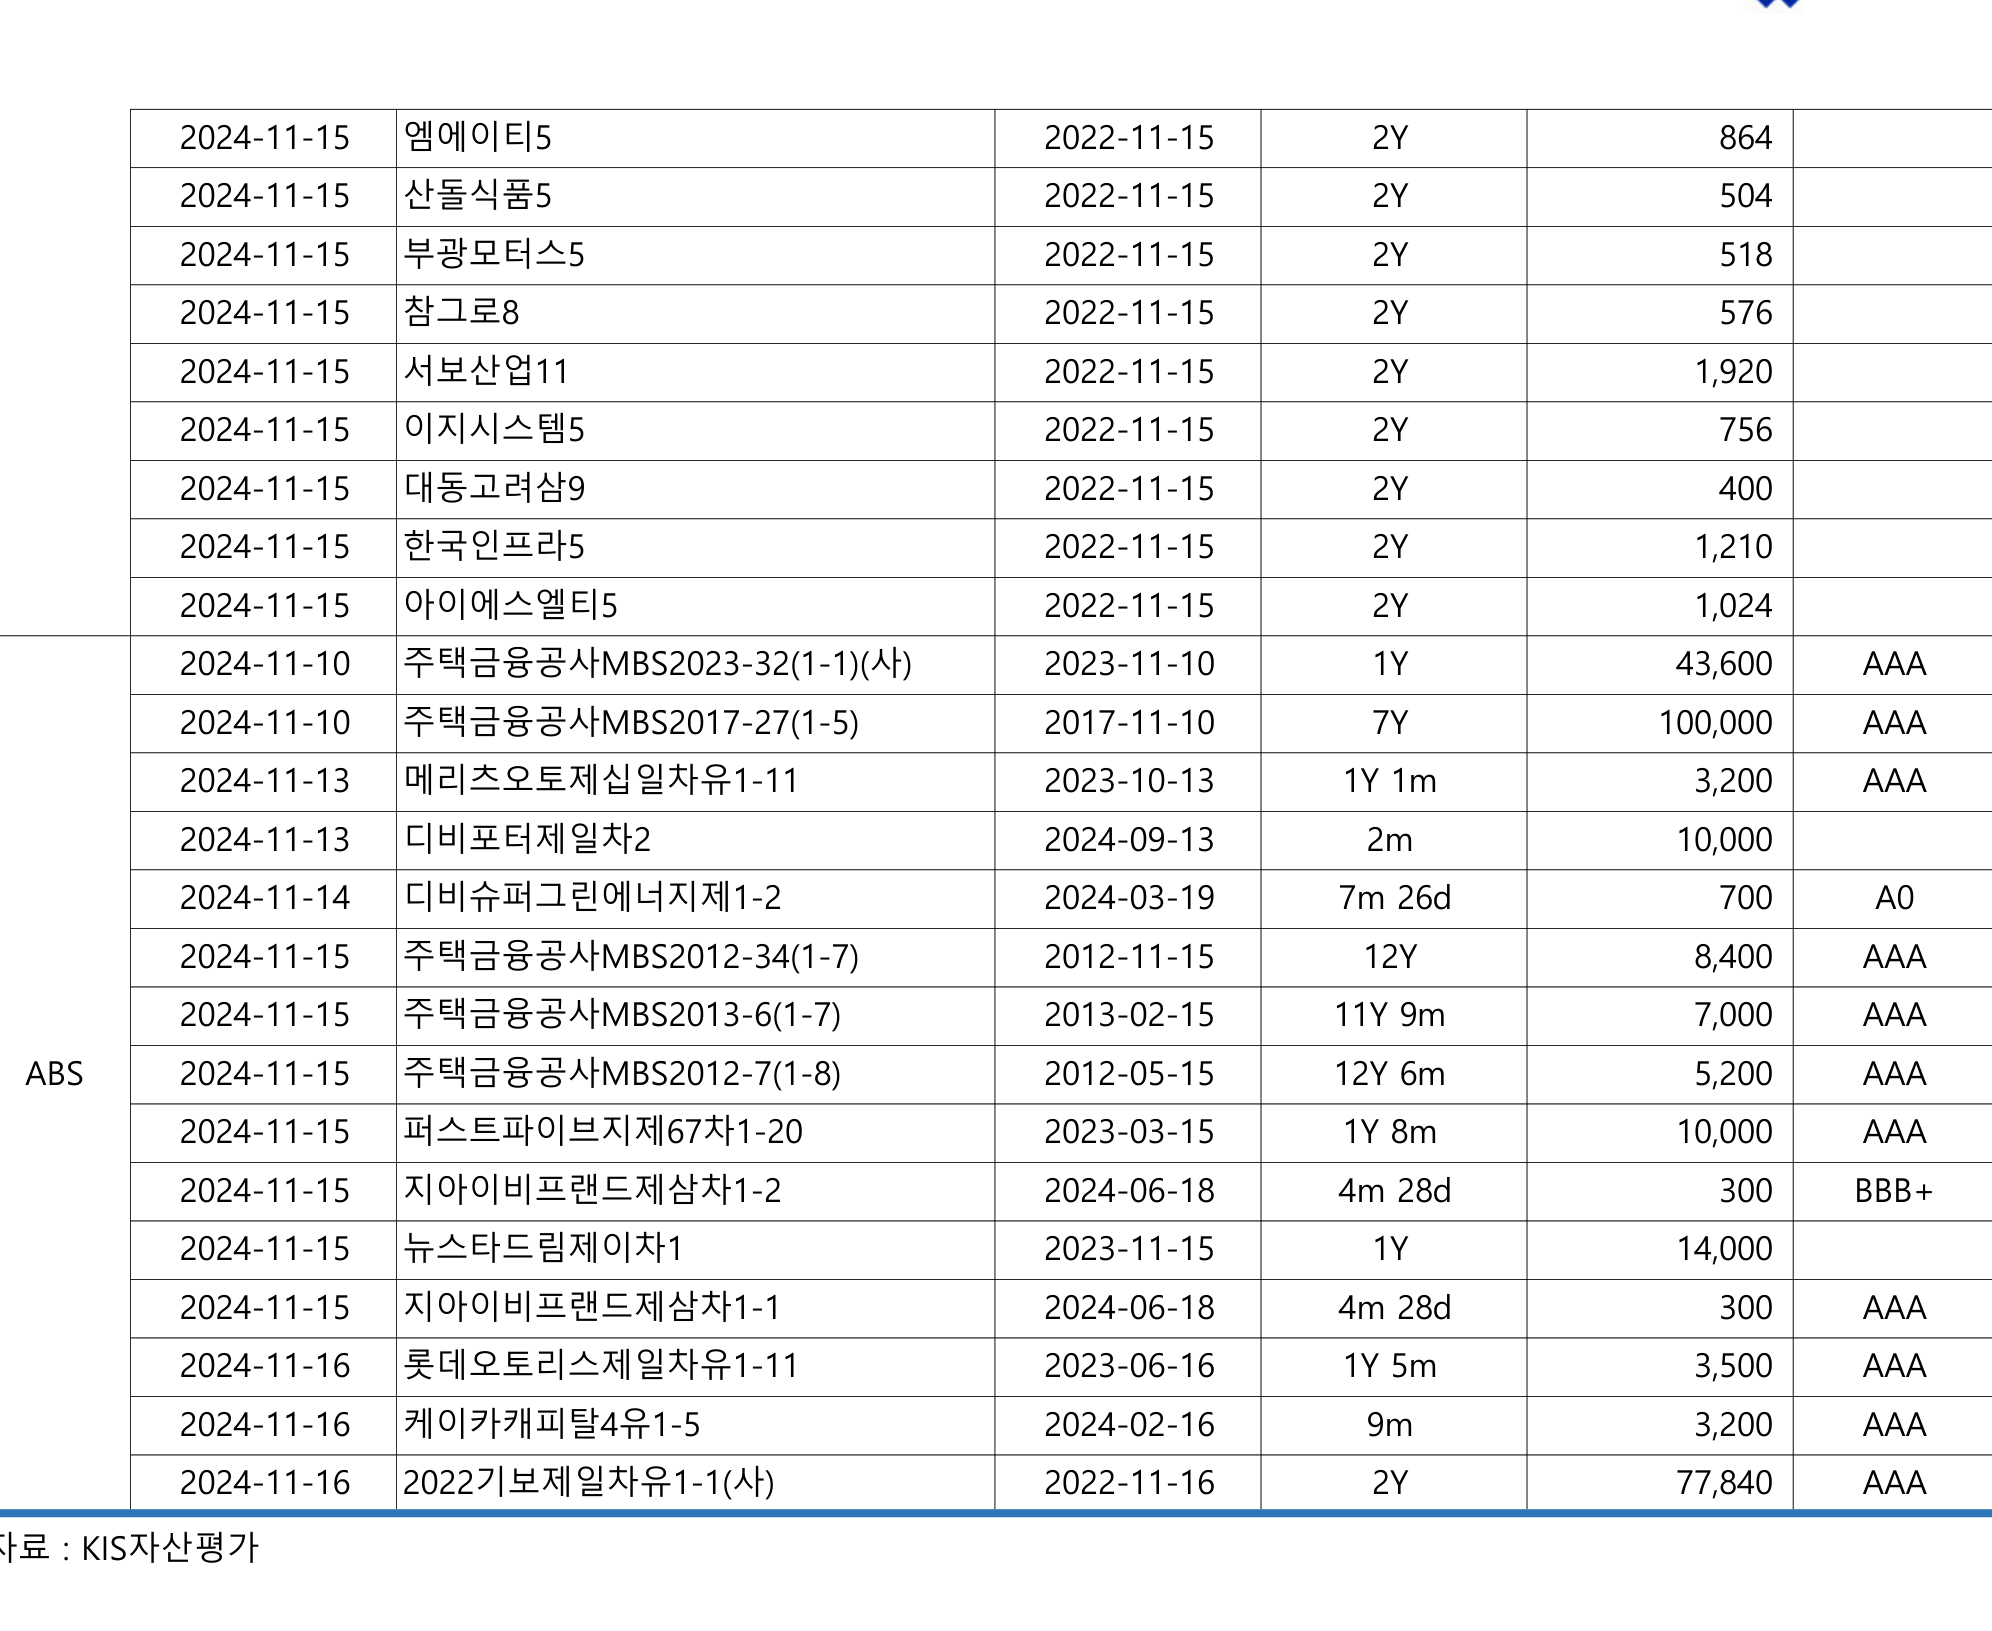 2024-11-15 엠에이티5 2022-11-15 2Y 864
2024-11-15 산돌식품5 2022-11-15 2Y 504
2024-11-15 부광모터스5 2022-11-15 2Y 518
2024-11-15 참그로8 2022-11-15 2Y 576
2024-11-15 서보산업11 2022-11-15 2Y 1,920
2024-11-15 이지시스템5 2022-11-15 2Y 756
2024-11-15 대동고려삼9 2022-11-15 2Y 400
2024-11-15 한국인프라5 2022-11-15 2Y 1,210
2024-11-15 아이에스엘티5 2022-11-15 2Y 1,024
2024-11-10 주택금융공사MBS2023-32(1-1)(사) 2023-11-10 1Y 43,600 AAA
2024-11-10 주택금융공사MBS2017-27(1-5) 2017-11-10 7Y 100,000 AAA
2024-11-13 메리츠오토제십일차유1-11 2023-10-13 1Y 1m 3,200 AAA
2024-11-13 디비포터제일차2 2024-09-13 2m 10,000
2024-11-14 디비슈퍼그린에너지제1-2 2024-03-19 7m 26d 700 A0
2024-11-15 주택금융공사MBS2012-34(1-7) 2012-11-15 12Y 8,400 AAA
2024-11-15 주택금융공사MBS2013-6(1-7) 2013-02-15 11Y 9m 7,000 AAA
ABS 2024-11-15 주택금융공사MBS2012-7(1-8) 2012-05-15 12Y 6m 5,200 AAA
2024-11-15 퍼스트파이브지제67차1-20 2023-03-15 1Y 8m 10,000 AAA
2024-11-15 지아이비프랜드제삼차1-2 2024-06-18 4m 28d 300 BBB+
2024-11-15 뉴스타드림제이차1 2023-11-15 1Y 14,000
2024-11-15 지아이비프랜드제삼차1-1 2024-06-18 4m 28d 300 AAA
2024-11-16 롯데오토리스제일차유1-11 2023-06-16 1Y 5m 3,500 AAA
2024-11-16 케이카캐피탈4유1-5 2024-02-16 9m 3,200 AAA
2024-11-16 2022기보제일차유1-1(사) 2022-11-16 2Y 77,840 AAA
자료 : KIS자산평가